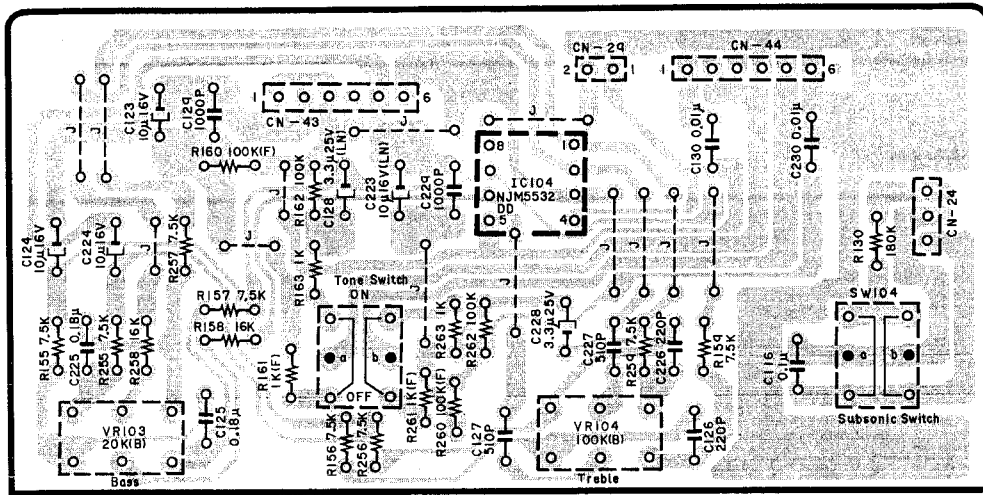 CN-29
2 1
CN-44
1 6
C123
10μ16V
C129
1000P
1 6
CN-43
J
J
J
J
R160 100K(F)
R162 100K
C128 3.3μ25V
(LN)
C223
10μ16V(LN)
C229
1000P
8 1
IC104
NJM5532
DD
5 4
C130 0.01μ
C230 0.01μ
CN-24
R130
180K
C124
10μ16V
C224
10μ16V
J
R257 7.5K
J
J
R163 1K
J
J
J
J
J
J
Tone Switch
ON
a b
OFF
R157 7.5K
R158 16K
R155 7.5K
C225 0.18μ
R255 7.5K
R258 16K
R161
1K(F)
R263 1K
R262 100K
C228
3.3μ25V
C227
510P
R259 7.5K
C226 220P
R159
7.5K
C116
0.1μ
SW104
a b
Subsonic Switch
VR103
20K(B)
Bass
C125
0.18μ
R156 7.5K
R256 7.5K
R261 1K(F)
R260 100K(F)
C127
510P
VR104
100K(B)
Treble
C126
220P